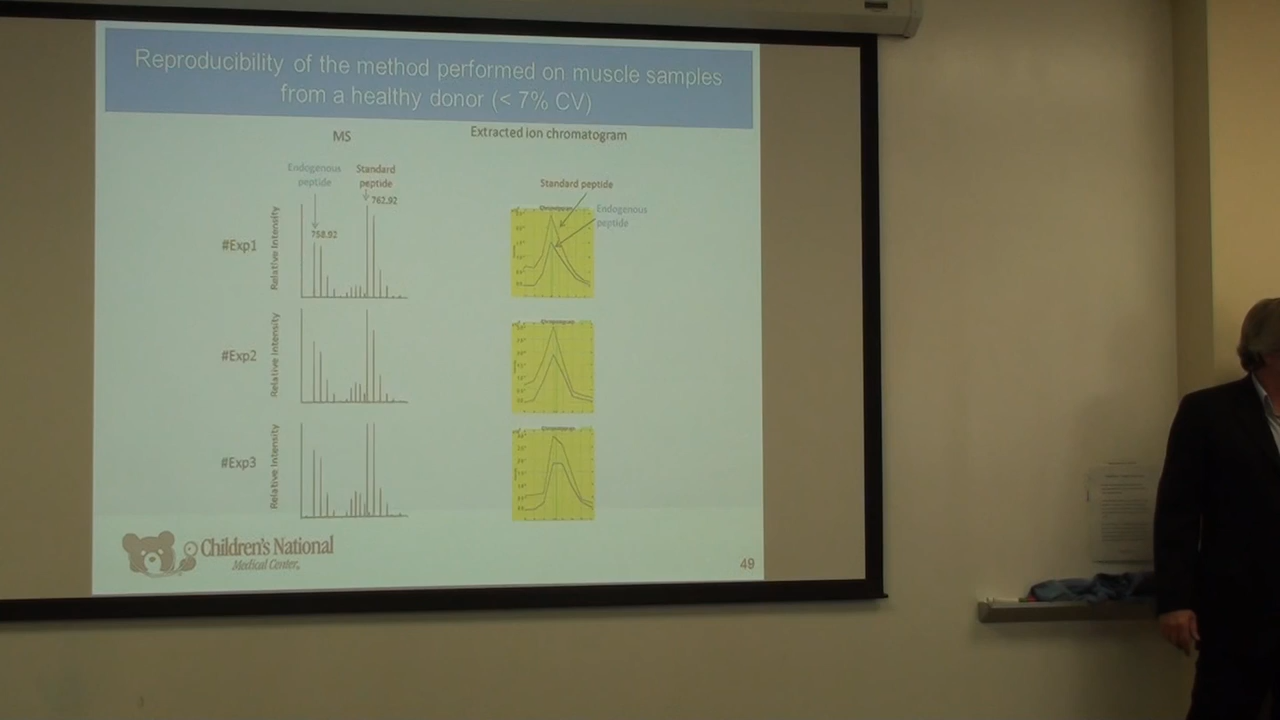 Reproducibility of the method performed on muscle samples
from a healthy donor (< 7% CV)
MS
Extracted ion chromatogram
Endogenous
peptide
Standard
peptide
762.92
758.92
Standard peptide
Endogenous
peptide
#Exp1
Relative Intensity
#Exp2
Relative Intensity
#Exp3
Relative Intensity
Children's National
Medical Center
49